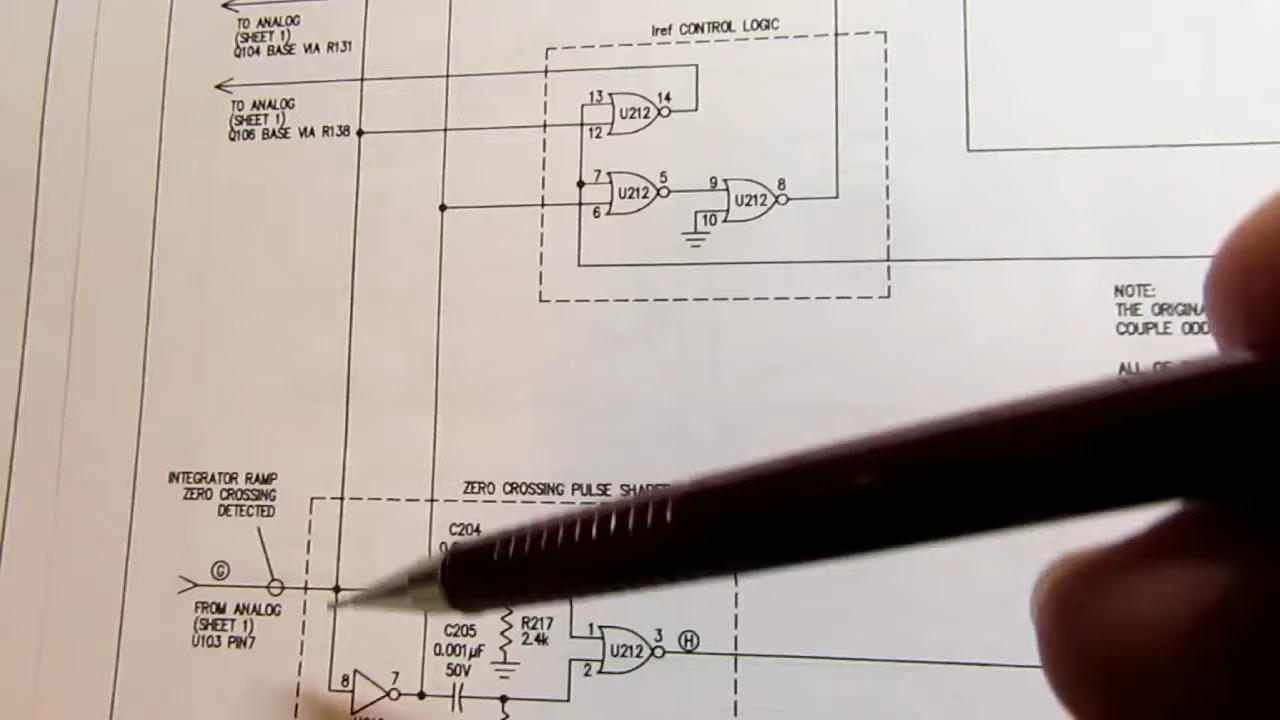 TO ANALOG
(SHEET 1)
Q104 BASE VIA R131
Iref CONTROL LOGIC
TO ANALOG
(SHEET 1)
Q106 BASE VIA R138
13
12
U212
14
7
6
U212
5
9
10
U212
8
NOTE:
THE
COUPLE
ALL OF
INTEGRATOR RAMP
ZERO CROSSING
DETECTED
ZERO CROSSING PULSE
G
FROM ANALOG
(SHEET 1)
U103 PIN7
C204
C205
0.001µF
50V
R217
2.4k
1
2
U212
3
H
8
7